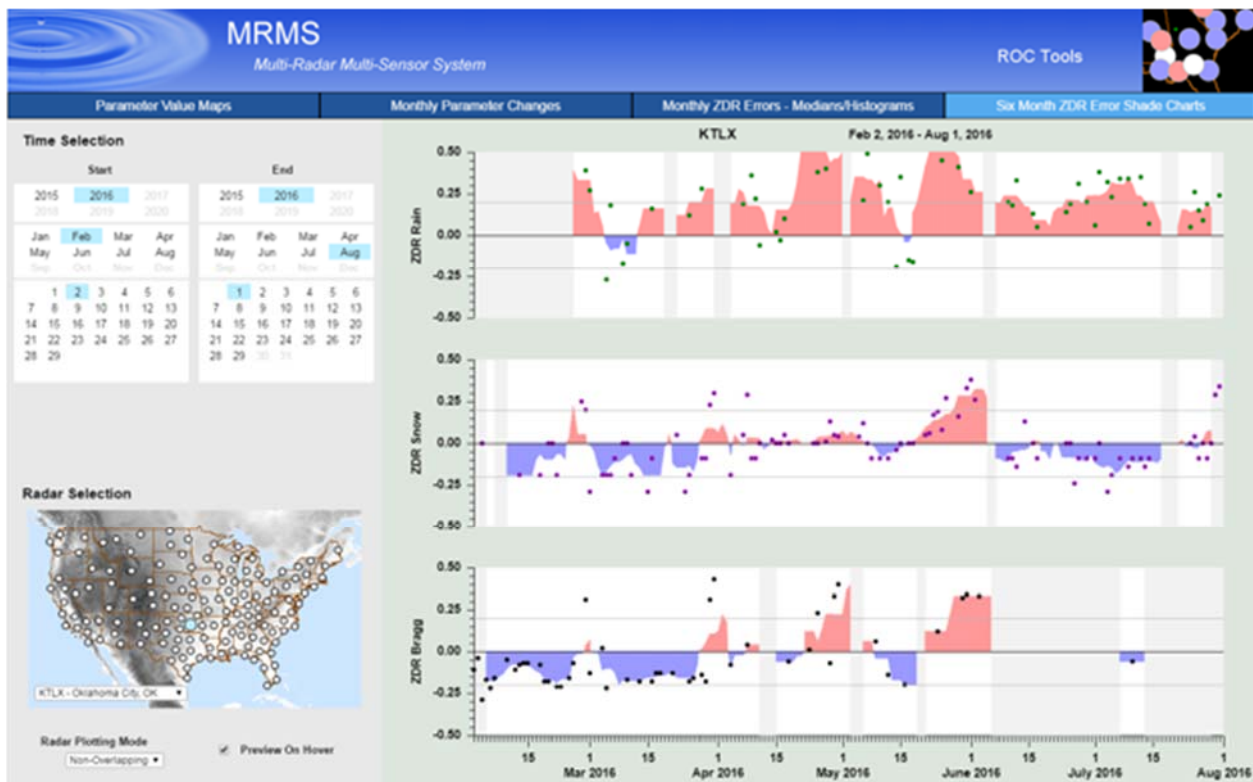 MRMS
Multi-Radar Multi-Sensor System
ROC Tools
Parameter Value Maps Monthly Parameter Changes Monthly ZDR Errors - Medians/Histograms Six Month ZDR Error Shade Charts
Time Selection
Start End
2015 2016 2017 2015 2016 2017
2018 2019 2020 2018 2019 2020
Jan Feb Mar Apr Jan Feb Mar Apr
May Jun Jul Aug May Jun Jul Aug
Sep Oct Nov Dec Sep Oct Nov Dec
1 2 3 4 5 6 1 2 3 4 5 6
7 8 9 10 11 12 13 7 8 9 10 11 12 13
14 15 16 17 18 19 20 14 15 16 17 18 19 20
21 22 23 24 25 26 27 21 22 23 24 25 26 27
28 29 28 29 30 31
Radar Selection
KTLX - Oklahoma City, OK
Radar Plotting Mode
Non-Overlapping
Preview On Hover
KTLX Feb 2, 2016 - Aug 1, 2016
ZDR Rain
0.50
0.25
0.00
-0.25
-0.50
ZDR Snow
0.50
0.25
0.00
-0.25
-0.50
ZDR Bragg
0.50
0.25
0.00
-0.25
-0.50
15 1 15 1 15 1 15 1 15 1 15 1
Mar 2016 Apr 2016 May 2016 June 2016 July 2016 Aug 2016